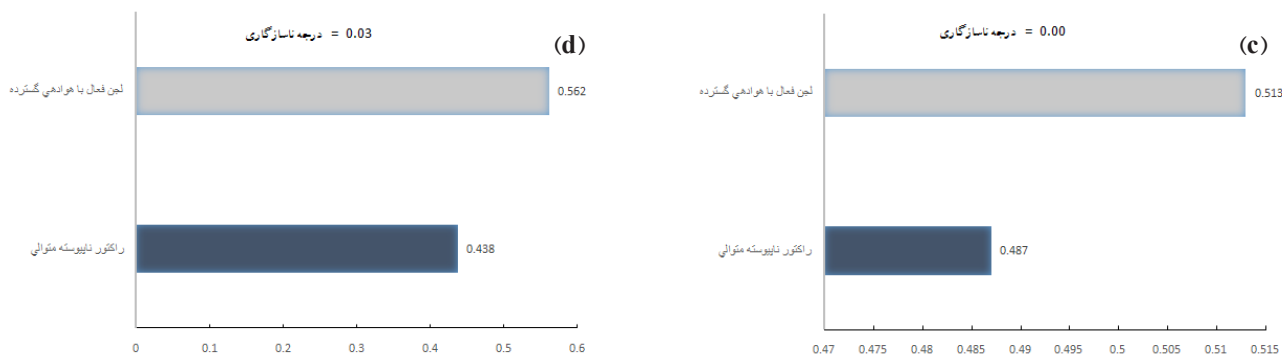 درجه ناسازگاری = 0.03
(d)
لجن فعال با هوادهي گسترده
0.562
راكتور ناپيوسته متوالي
0.438
0 0.1 0.2 0.3 0.4 0.5 0.6
درجه ناسازگاری = 0.00
(c)
لجن فعال با هوادهي گسترده
0.513
راكتور ناپيوسته متوالي
0.487
0.47 0.475 0.48 0.485 0.49 0.495 0.5 0.505 0.51 0.515